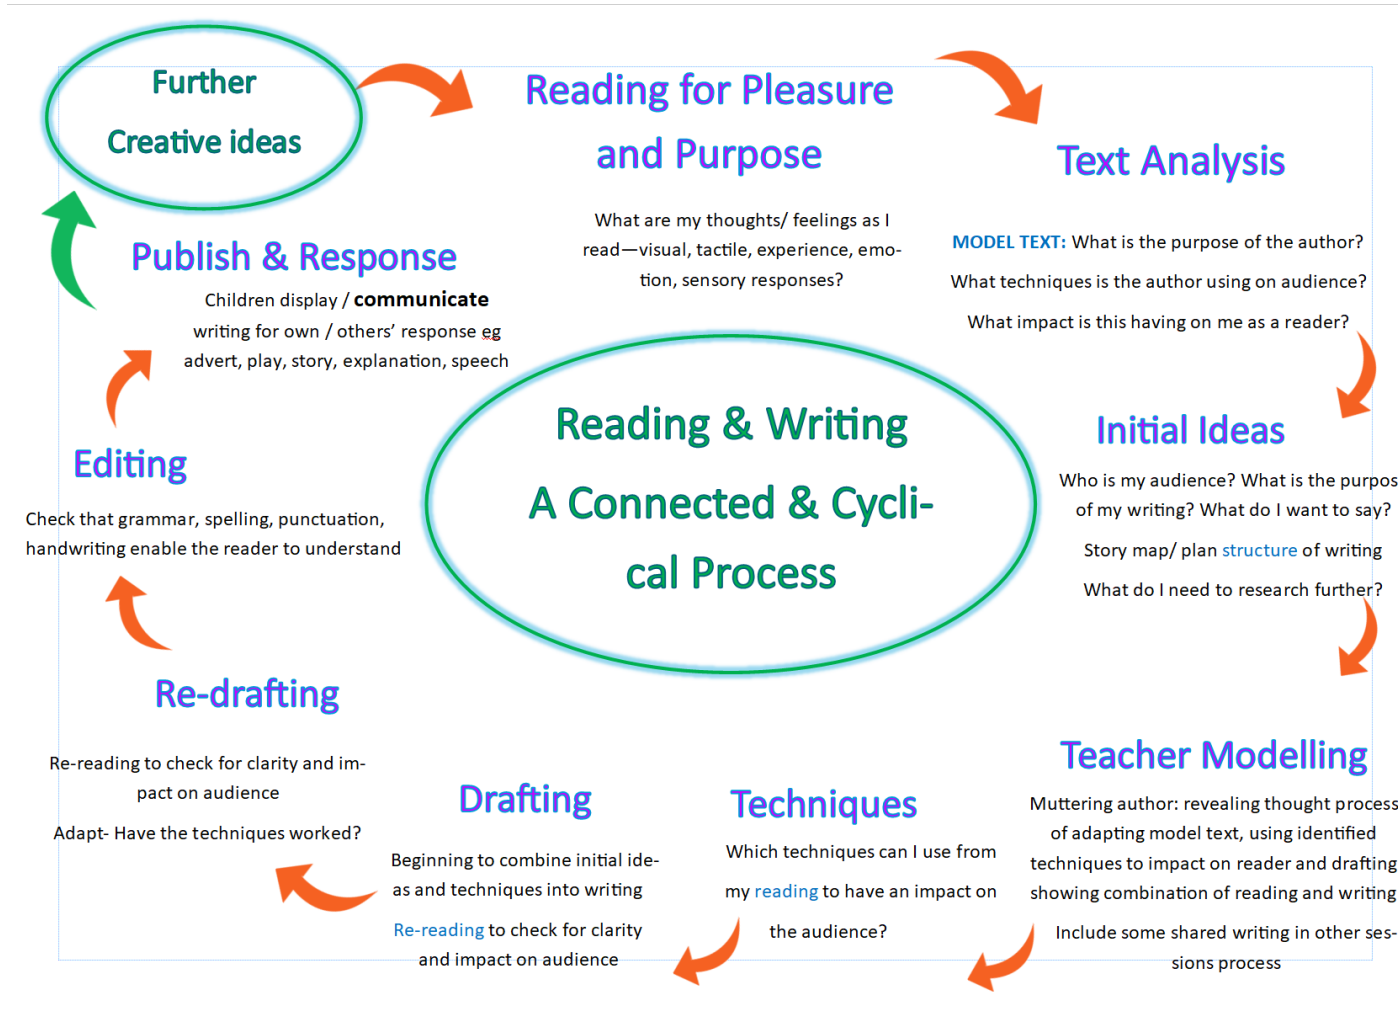 Further
Creative ideas
Reading for Pleasure
and Purpose
What are my thoughts/ feelings as I
read—visual, tactile, experience, emo-
tion, sensory responses?
Text Analysis
MODEL TEXT: What is the purpose of the author?
What techniques is the author using on audience?
What impact is this having on me as a reader?
Initial Ideas
Who is my audience? What is the purpos
of my writing? What do I want to say?
Story map/ plan structure of writing
What do I need to research further?
Teacher Modelling
Muttering author: revealing thought process
of adapting model text, using identified
techniques to impact on reader and drafting
showing combination of reading and writing
Include some shared writing in other ses-
sions process
Techniques
Which techniques can I use from
my reading to have an impact on
the audience?
Drafting
Beginning to combine initial ide-
as and techniques into writing
Re-reading to check for clarity
and impact on audience
Re-drafting
Re-reading to check for clarity and im-
pact on audience
Adapt- Have the techniques worked?
Editing
Check that grammar, spelling, punctuation,
handwriting enable the reader to understand
Publish & Response
Children display / communicate
writing for own / others’ response eg
advert, play, story, explanation, speech
Reading & Writing
A Connected & Cycli-
cal Process